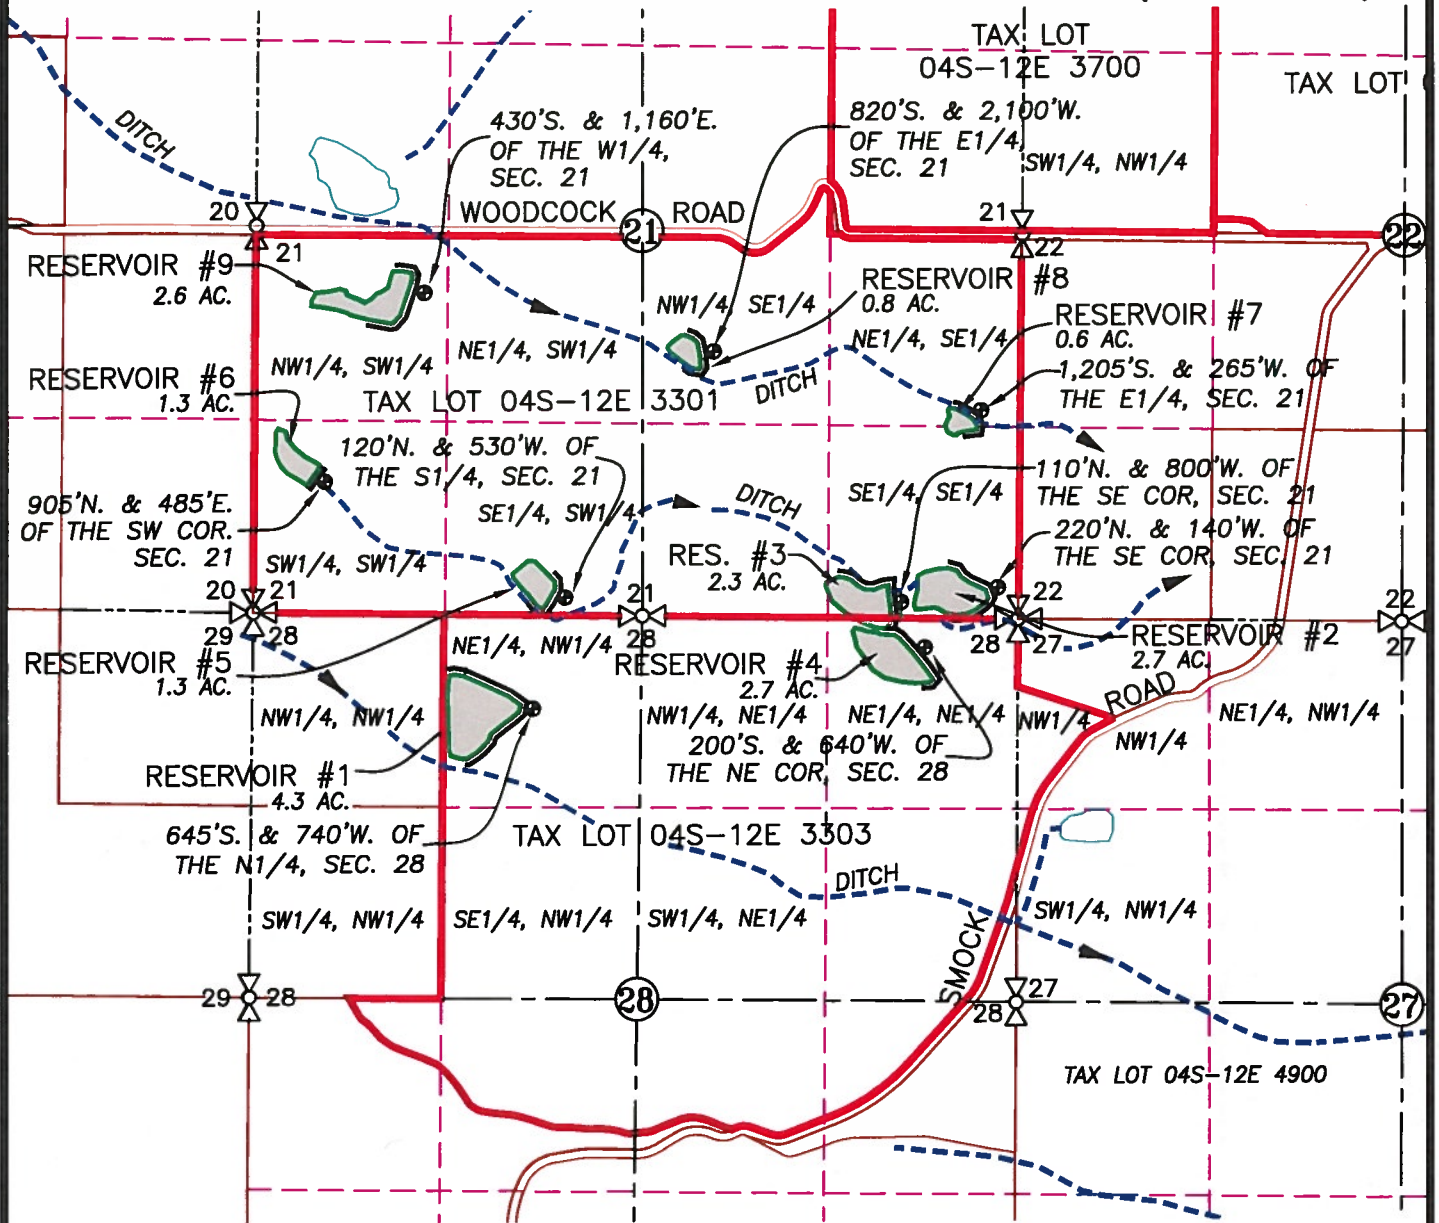 TAX LOT
04S-12E 3700
TAX LOT
DITCH
430'S. & 1,160'E.
OF THE W1/4,
SEC. 21
820'S. & 2,100'W.
OF THE E1/4,
SEC. 21
SW1/4, NW1/4
20
21
WOODCOCK
21
ROAD
21
22
22
RESERVOIR #9
2.6 AC.
RESERVOIR #8
0.8 AC.
NW1/4, SE1/4
RESERVOIR #7
0.6 AC.
NE1/4, SE1/4
NW1/4, SW1/4
NE1/4, SW1/4
RESERVOIR #6
1.3 AC.
1,205'S. & 265'W. OF
THE E1/4, SEC. 21
TAX LOT 04S-12E 3301
DITCH
120'N. & 530'W. OF
THE S1/4, SEC. 21
110'N. & 800'W. OF
THE SE COR, SEC. 21
905'N. & 485'E.
OF THE SW COR.
SEC. 21
SE1/4, SW1/4
DITCH
SE1/4, SE1/4
220'N. & 140'W. OF
THE SE COR, SEC. 21
SW1/4, SW1/4
RES. #3
2.3 AC.
20
21
29
28
21
28
22
28
27
22
27
RESERVOIR #5
1.3 AC.
NE1/4, NW1/4
RESERVOIR #4
2.7 AC.
RESERVOIR #2
2.7 AC.
NW1/4, NW1/4
NW1/4, NE1/4
NE1/4, NE1/4
NW1/4
NW1/4
ROAD
NE1/4, NW1/4
200'S. & 640'W. OF
THE NE COR, SEC. 28
RESERVOIR #1
4.3 AC.
645'S. & 740'W. OF
THE N1/4, SEC. 28
TAX LOT 04S-12E 3303
DITCH
SW1/4, NW1/4
SE1/4, NW1/4
SW1/4, NE1/4
SW1/4, NW1/4
SMOCK
29
28
28
27
28
27
TAX LOT 04S-12E 4900